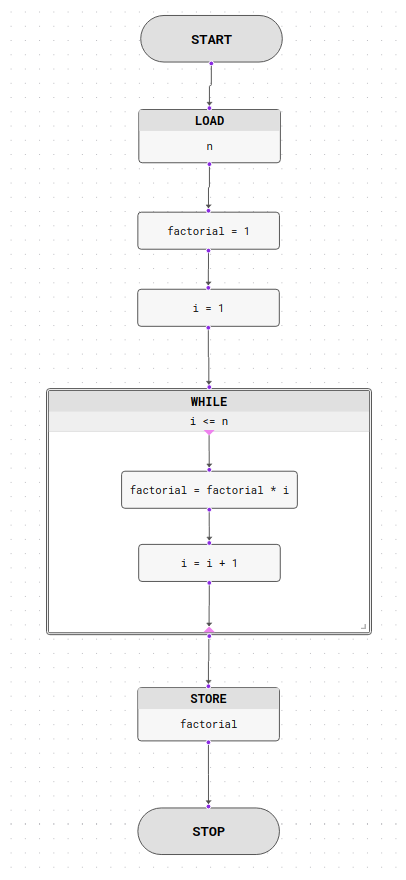 START
LOAD
n
factorial = 1
i = 1
WHILE
i <= n
factorial = factorial * i
i = i + 1
STORE
factorial
STOP